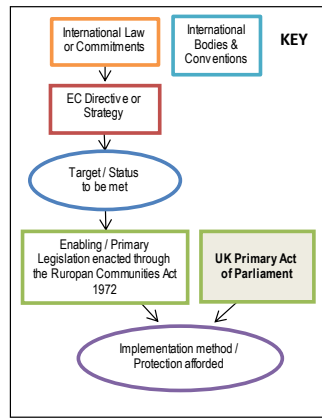 International Law
or Commitments
International
Bodies &
Conventions
KEY
EC Directive or
Strategy
Target / Status
to be met
Enabling / Primary
Legislation enacted through
the Ruropan Communities Act
1972
UK Primary Act
of Parliament
Implementation method /
Protection afforded